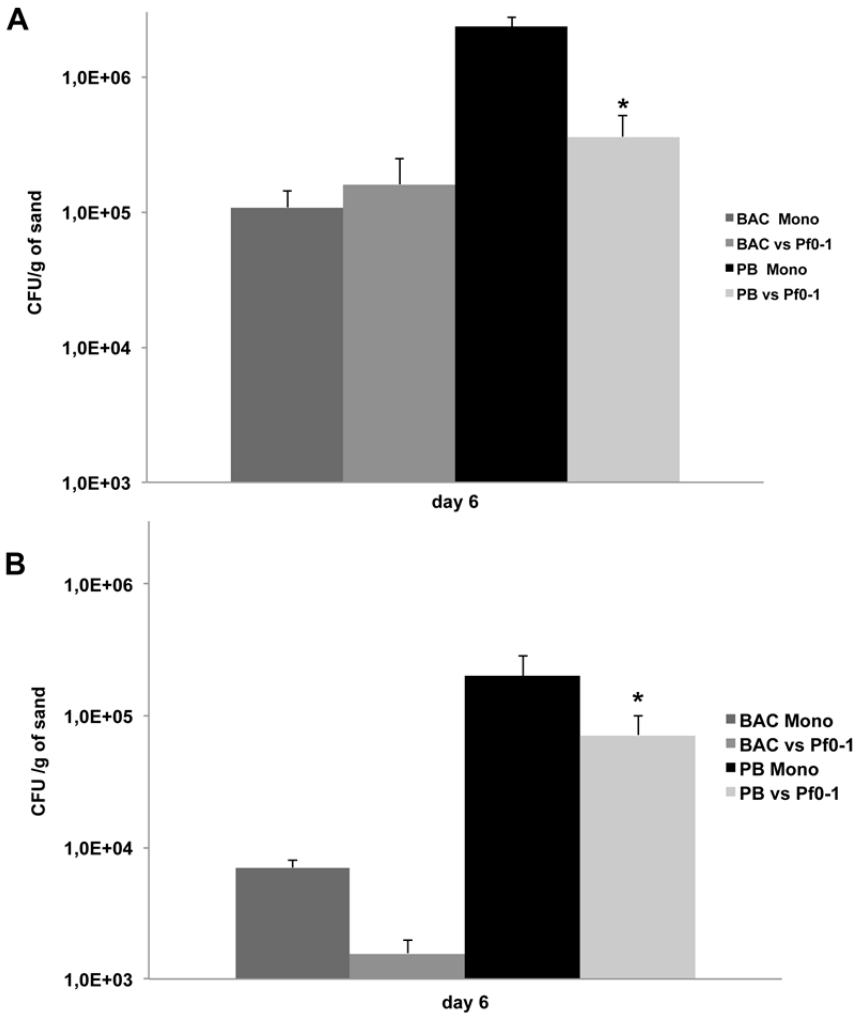 A
1,0E+06
1,0E+05
1,0E+04
1,0E+03
CFU/g of sand
*
day 6
BAC Mono
BAC vs Pf0-1
PB Mono
PB vs Pf0-1
B
1,0E+06
1,0E+05
1,0E+04
1,0E+03
CFU /g of sand
*
day 6
BAC Mono
BAC vs Pf0-1
PB Mono
PB vs Pf0-1